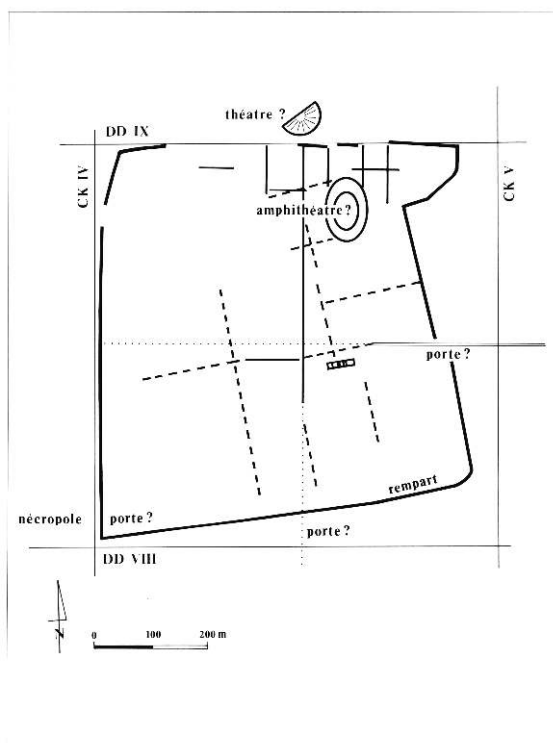 théatre ?
DD IX
CK IV
CK V
amphithéatre ?
porte ?
rempart
nécropole
porte ?
porte ?
DD VIII
N
0 100 200 m